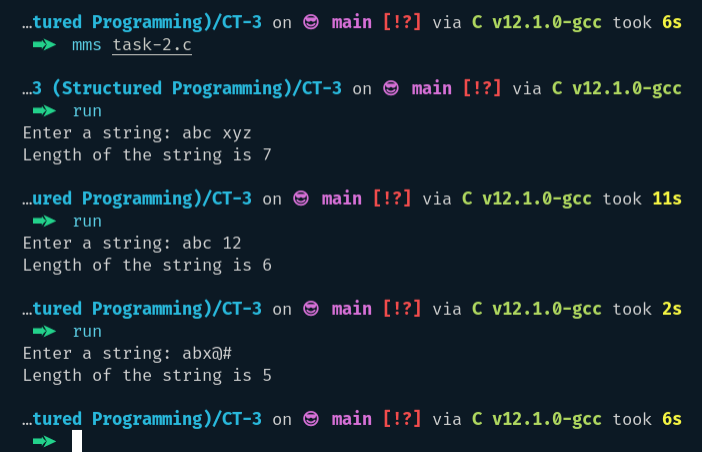 …tured Programming)/CT-3 on 😎 main [!?] via C v12.1.0-gcc took 6s
➡ mms task-2.c
…3 (Structured Programming)/CT-3 on 😎 main [!?] via C v12.1.0-gcc
➡ run
Enter a string: abc xyz
Length of the string is 7
…ured Programming)/CT-3 on 😎 main [!?] via C v12.1.0-gcc took 11s
➡ run
Enter a string: abc 12
Length of the string is 6
…tured Programming)/CT-3 on 😎 main [!?] via C v12.1.0-gcc took 2s
➡ run
Enter a string: abx@#
Length of the string is 5
…tured Programming)/CT-3 on 😎 main [!?] via C v12.1.0-gcc took 6s
➡